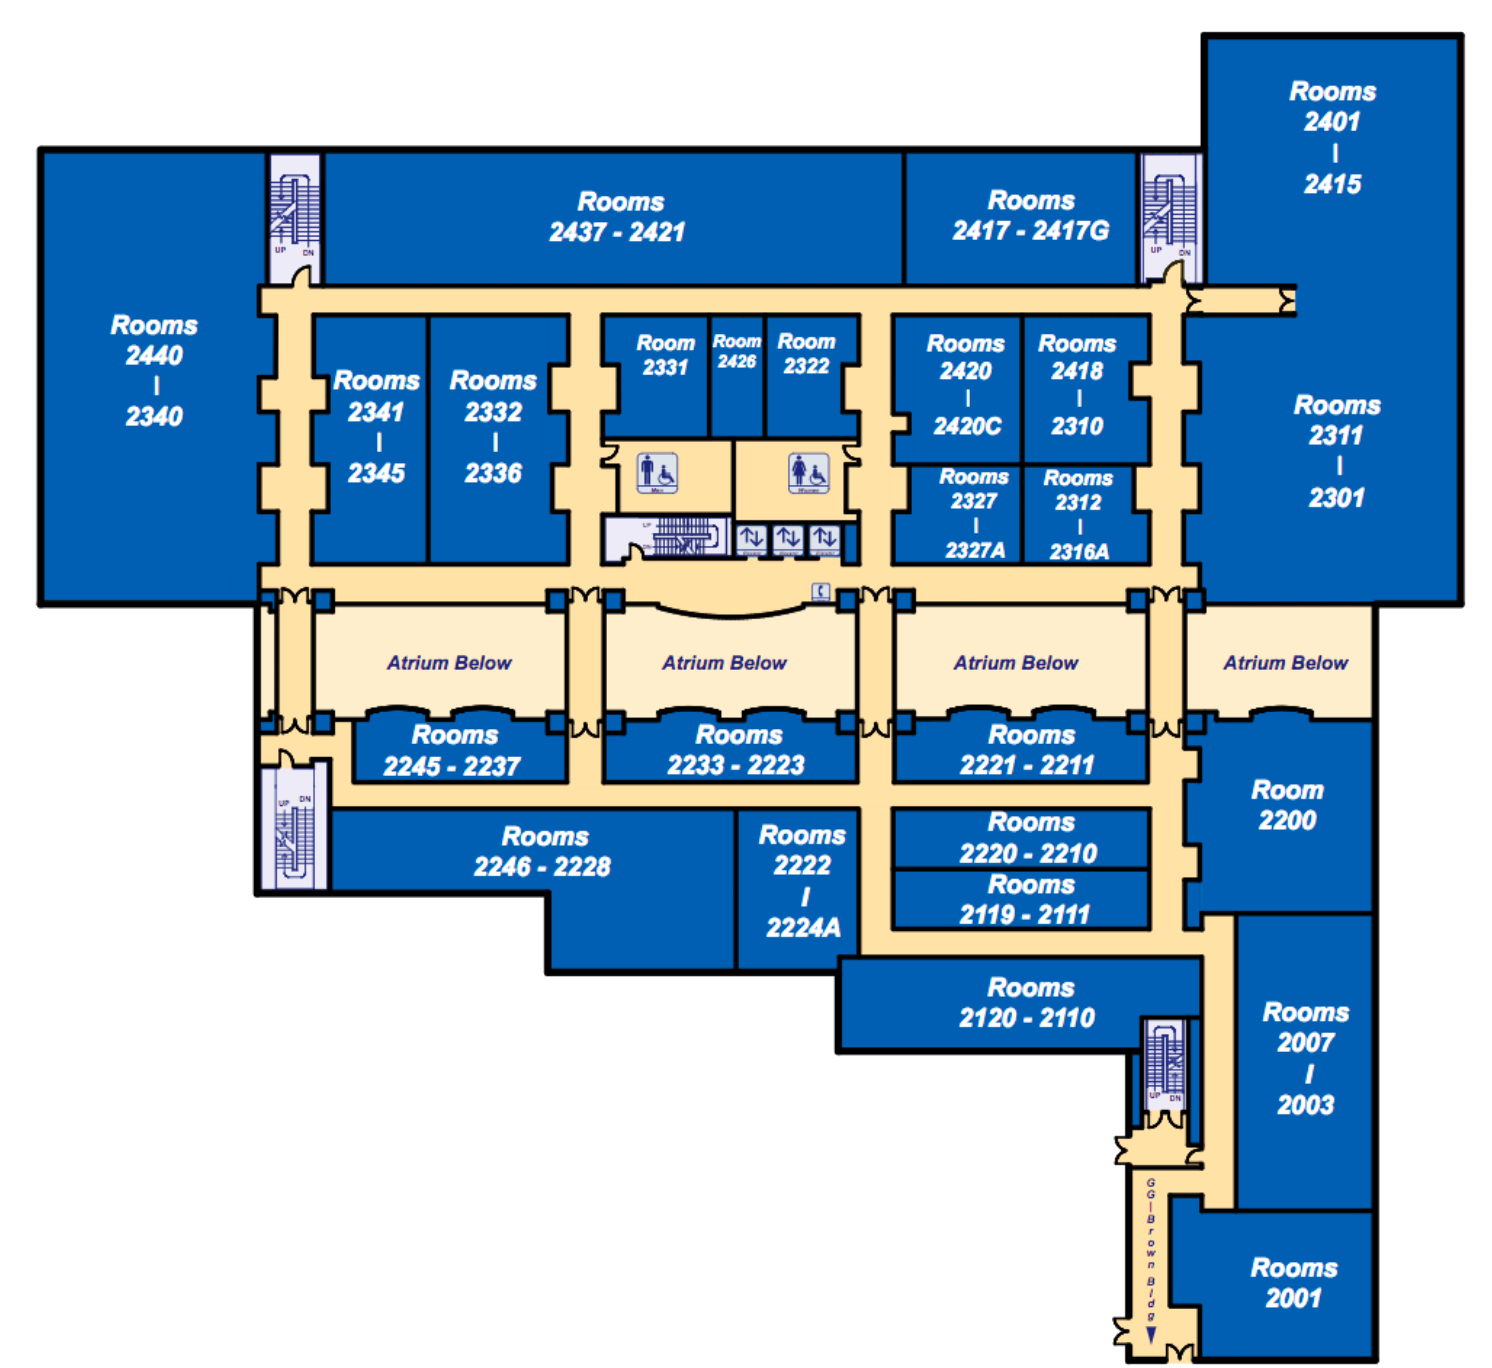 Rooms
2401
|
2415
Rooms
2437 - 2421
Rooms
2417 - 2417G
UP
DN
UP
DN
Rooms
2440
|
2340
Rooms
2341
|
2345
Rooms
2332
|
2336
Room
2331
Room
2426
Room
2322
Rooms
2420
|
2420C
Rooms
2418
|
2310
Rooms
2311
|
2301
Men
Women
Rooms
2327
|
2327A
Rooms
2312
|
2316A
UP
DN
Atrium Below
Atrium Below
Atrium Below
Atrium Below
Rooms
2245 - 2237
Rooms
2233 - 2223
Rooms
2221 - 2211
Room
2200
UP
DN
Rooms
2246 - 2228
Rooms
2222
I
2224A
Rooms
2220 - 2210
Rooms
2119 - 2111
Rooms
2120 - 2110
Rooms
2007
I
2003
UP
DN
GG|Brown Bldg
Rooms
2001